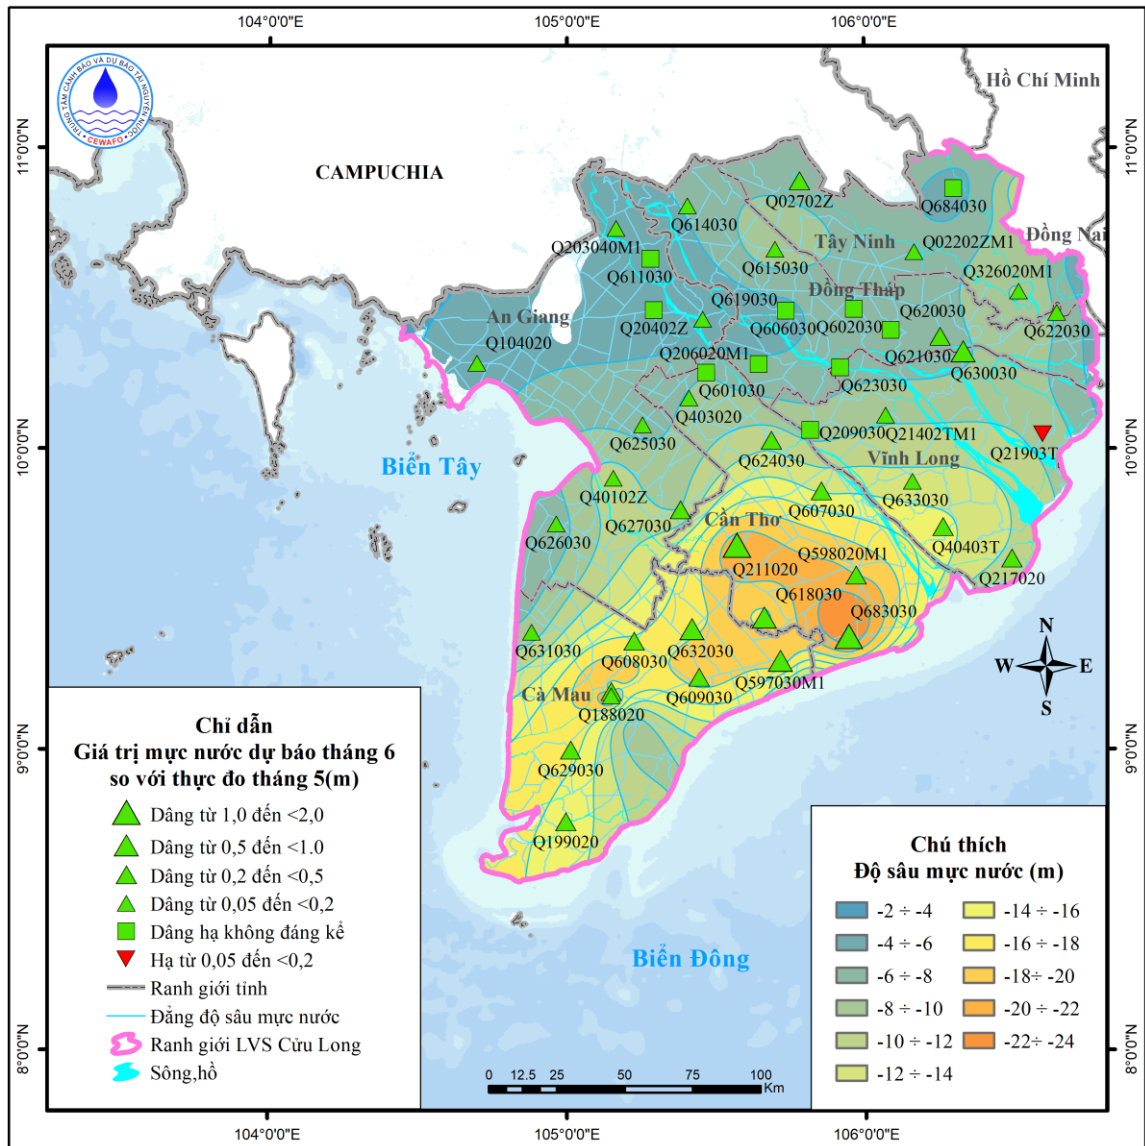 104°0'0"E
105°0'0"E
106°0'0"E
11°0'0"N
10°0'0"N
9°0'0"N
8°0'0"N
TRUNG TÂM CẢNH BÁO VÀ DỰ BÁO TÀI NGUYÊN NƯỚC
CEWAFO
Hồ Chí Minh
CAMPUCHIA
Q02702Z
Q684030
Q614030
Q203040M1
Tây Ninh
Q02202ZM1
Đồng Nai
Q611030
Q615030
Q326020M1
Q619030
Đồng Tháp
An Giang
Q20402Z
Q606030
Q602030
Q620030
Q622030
Q104020
Q206020M1
Q621030
Q630030
Q601030
Q623030
Q403020
Q625030
Q209030
Q21402TM1
Q21903T
Biển Tây
Q624030
Vĩnh Long
Q40102Z
Q633030
Q627030
Q607030
Cần Thơ
Q626030
Q40403T
Q598020M1
Q211020
Q217020
Q618030
Q683030
Q631030
Q608030
Q632030
Q609030
Q597030M1
Cà Mau
Q188020
Q629030
Q199020
Biển Đông
N
W
E
S
Chỉ dẫn
Giá trị mực nước dự báo tháng 6
so với thực đo tháng 5(m)
Dâng từ 1,0 đến <2,0
Dâng từ 0,5 đến <1.0
Dâng từ 0,2 đến <0,5
Dâng từ 0,05 đến <0,2
Dâng hạ không đáng kể
Hạ từ 0,05 đến <0,2
Ranh giới tỉnh
Đẳng độ sâu mực nước
Ranh giới LVS Cửu Long
Sông,hồ
0 12.5 25 50 75 100
Km
Chú thích
Độ sâu mực nước (m)
-2 ÷ -4
-4 ÷ -6
-6 ÷ -8
-8 ÷ -10
-10 ÷ -12
-12 ÷ -14
-14 ÷ -16
-16 ÷ -18
-18÷ -20
-20 ÷ -22
-22÷ -24
104°0'0"E
105°0'0"E
106°0'0"E
11°0'0"N
10°0'0"N
9°0'0"N
8°0'0"N